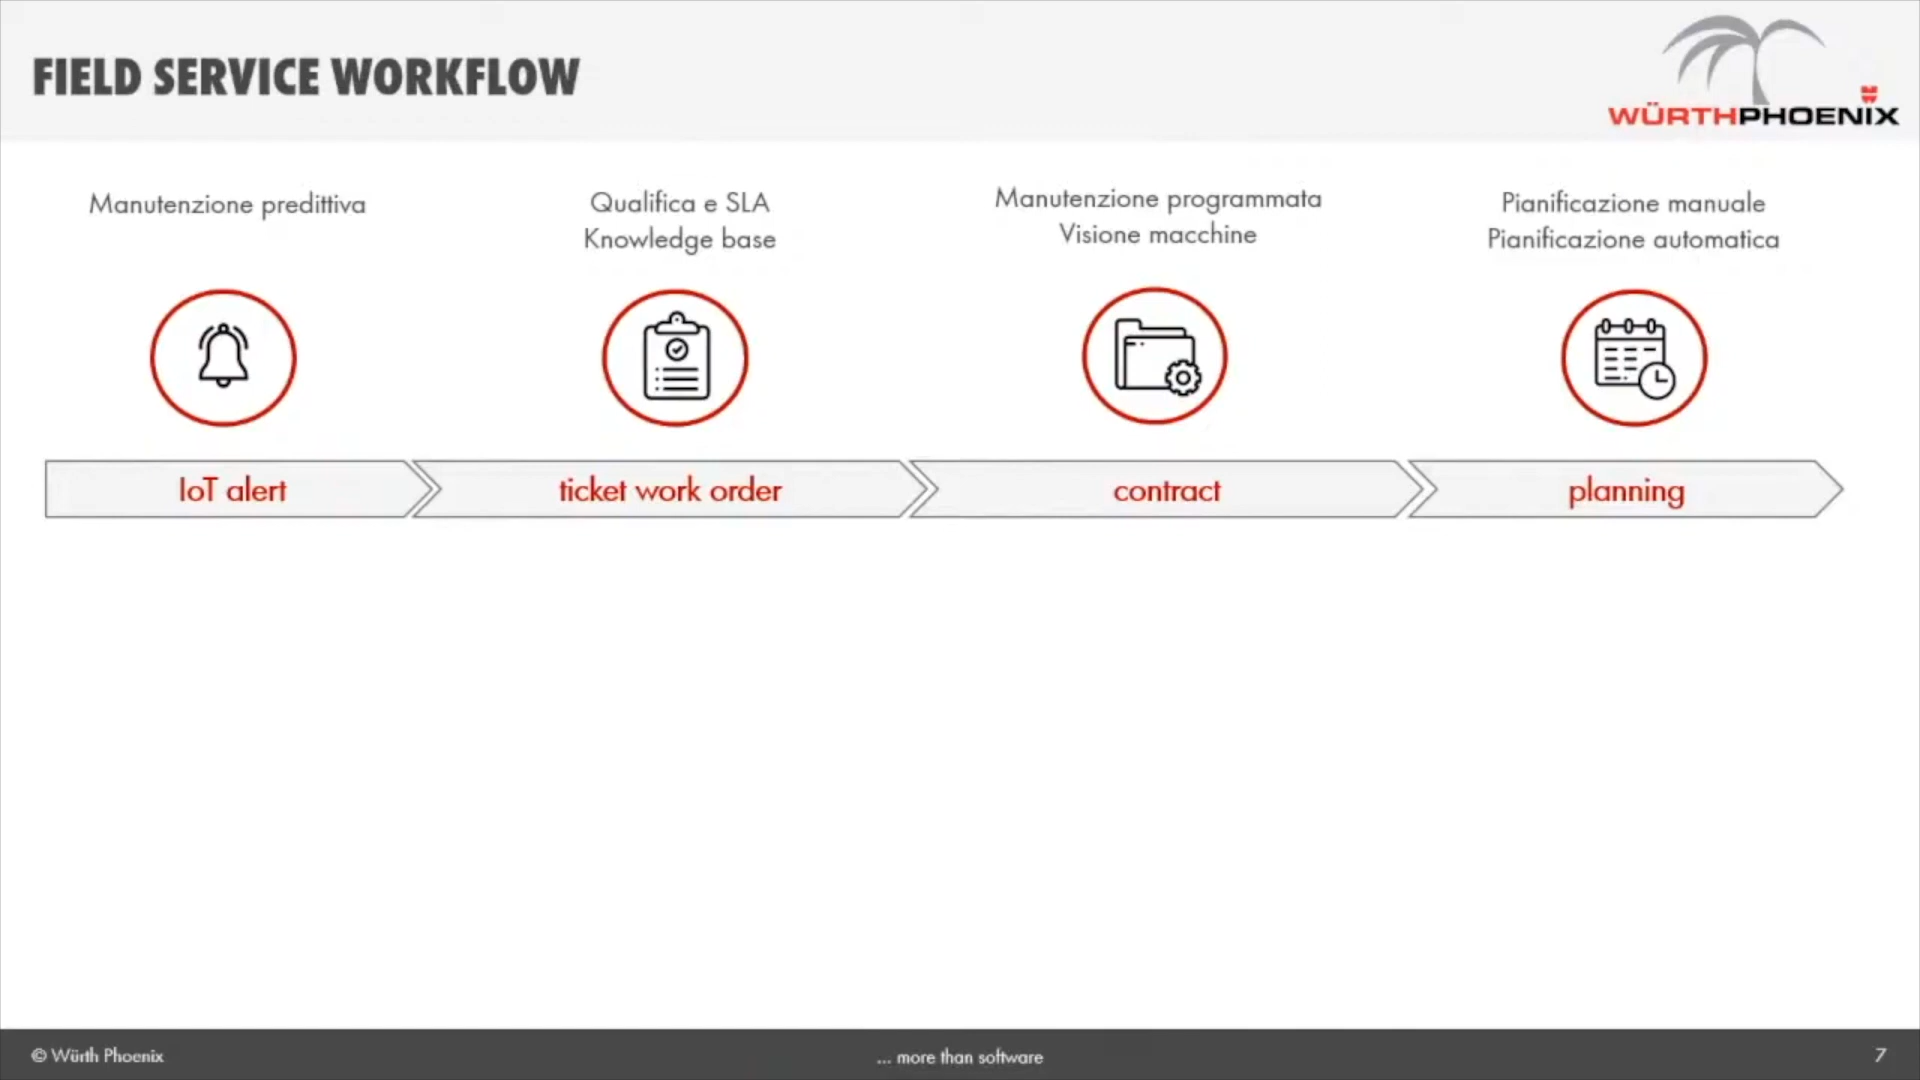 FIELD SERVICE WORKFLOW
WÜRTHPHOENIX
Manutenzione predittiva
Qualifica e SLA
Knowledge base
Manutenzione programmata
Visione macchine
Pianificazione manuale
Pianificazione automatica
IoT alert
ticket work order
contract
planning
© Würth Phoenix
... more than software
7